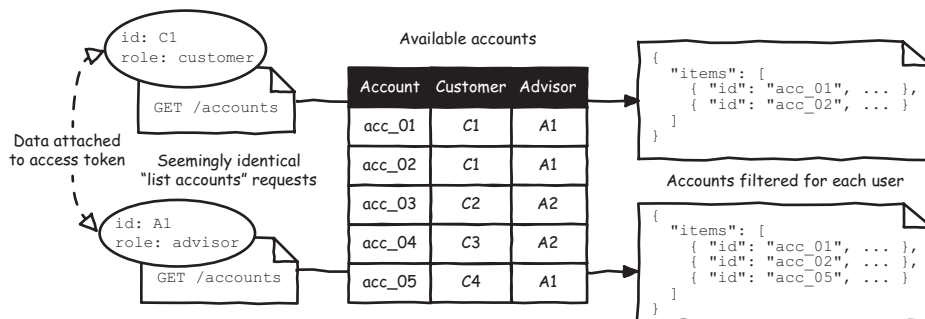 id: C1
role: customer
GET /accounts
Data attached
to access token
Seemingly identical
“list accounts” requests
id: A1
role: advisor
GET /accounts
Available accounts
Account Customer Advisor
acc_01 C1 A1
acc_02 C1 A1
acc_03 C2 A2
acc_04 C3 A2
acc_05 C4 A1
{
"items": [
{ "id": "acc_01", ... },
{ "id": "acc_02", ... }
]
}
Accounts filtered for each user
{
"items": [
{ "id": "acc_01", ... },
{ "id": "acc_02", ... },
{ "id": "acc_05", ... }
]
}